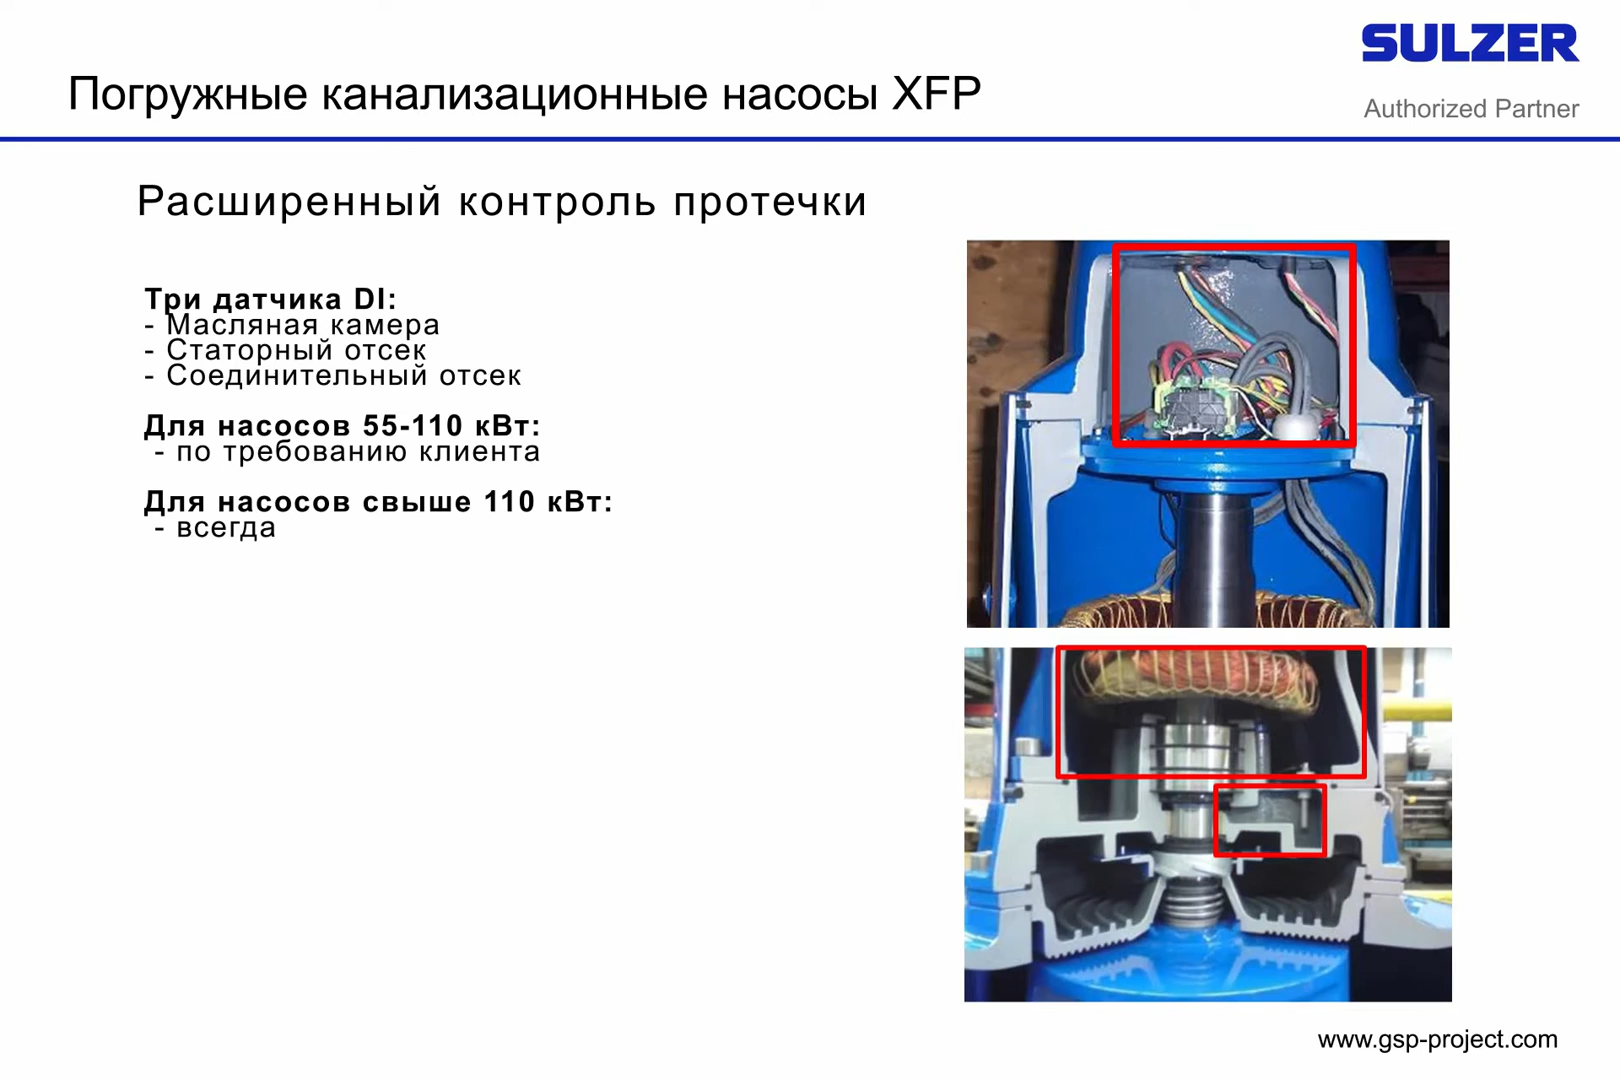 SULZER
Погружные канализационные насосы XFP
Authorized Partner
Расширенный контроль протечки
Три датчика DI:
- Масляная камера
- Статорный отсек
- Соединительный отсек
Для насосов 55-110 кВт:
- по требованию клиента
Для насосов свыше 110 кВт:
- всегда
www.gsp-project.com